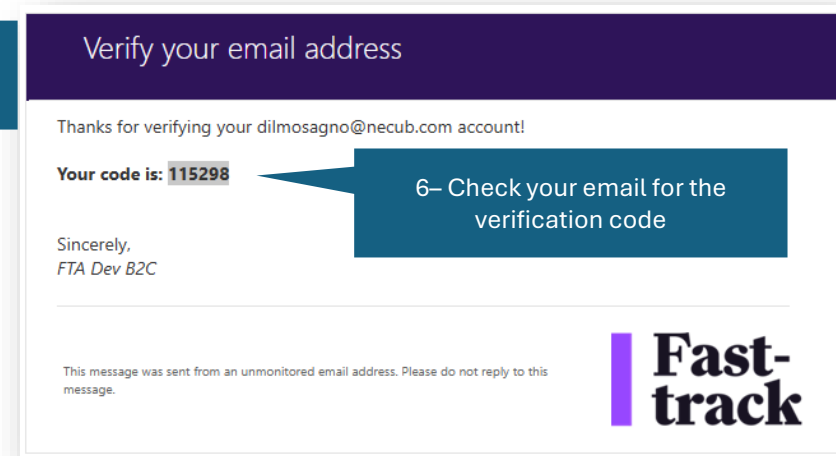 Verify your email address
Thanks for verifying your dilmosagno@necub.com account!
Your code is: 115298
6– Check your email for the
verification code
Sincerely,
FTA Dev B2C
This message was sent from an unmonitored email address. Please do not reply to this
message.
Fast-
track